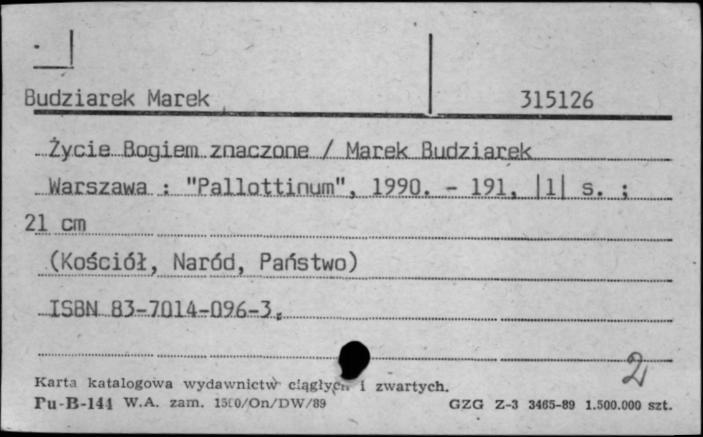 Budziarek Marek 315126
Życie Bogiem znaczone / Marek Budziarek
Warszawa : "Pallottinum", 1990. - 191, |1| s. ;
21 cm
(Kościół, Naród, Państwo)
ISBN 83-7014-096-3.
2
Karta katalogowa wydawnictw ciągłych i zwartych.
Pu-B-144 W.A. zam. 1500/On/DW/89 GZG Z-3 3465-89 1.500.000 szt.